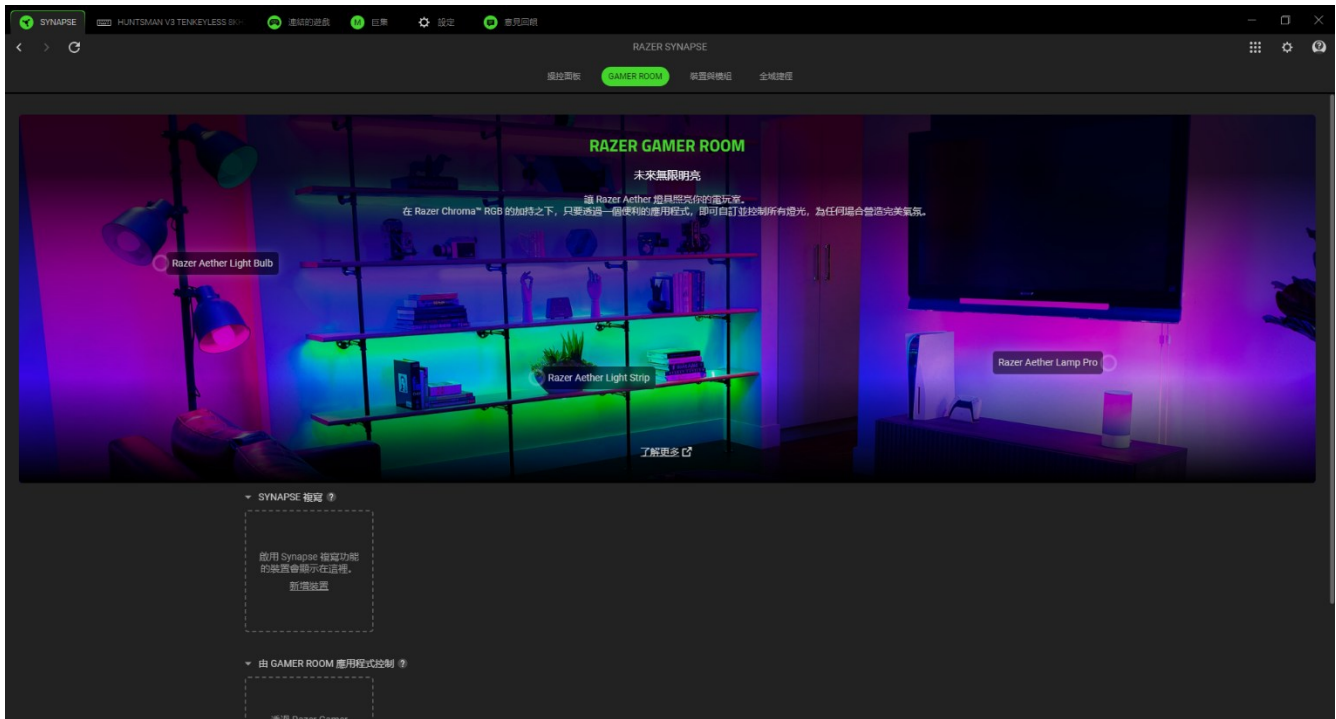 SYNAPSE
HUNTSMAN V3 TENKEYLESS 8KH
連結的遊戲
巨集
設定
意見回饋
RAZER SYNAPSE
操控面板
GAMER ROOM
裝置與模組
全域捷徑
RAZER GAMER ROOM
未來無限明亮
讓 Razer Aether 燈具照亮你的電玩室。
在 Razer Chroma™ RGB 的加持之下，只要透過一個便利的應用程式，即可自訂並控制所有燈光，為任何場合營造完美氣氛。
Razer Aether Light Bulb
Razer Aether Lamp Pro
Razer Aether Light Strip
了解更多
SYNAPSE 複寫
啟用 Synapse 複寫功能
的裝置會顯示在這裡。
新增裝置
由 GAMER ROOM 應用程式控制
透過 Razer Gamer